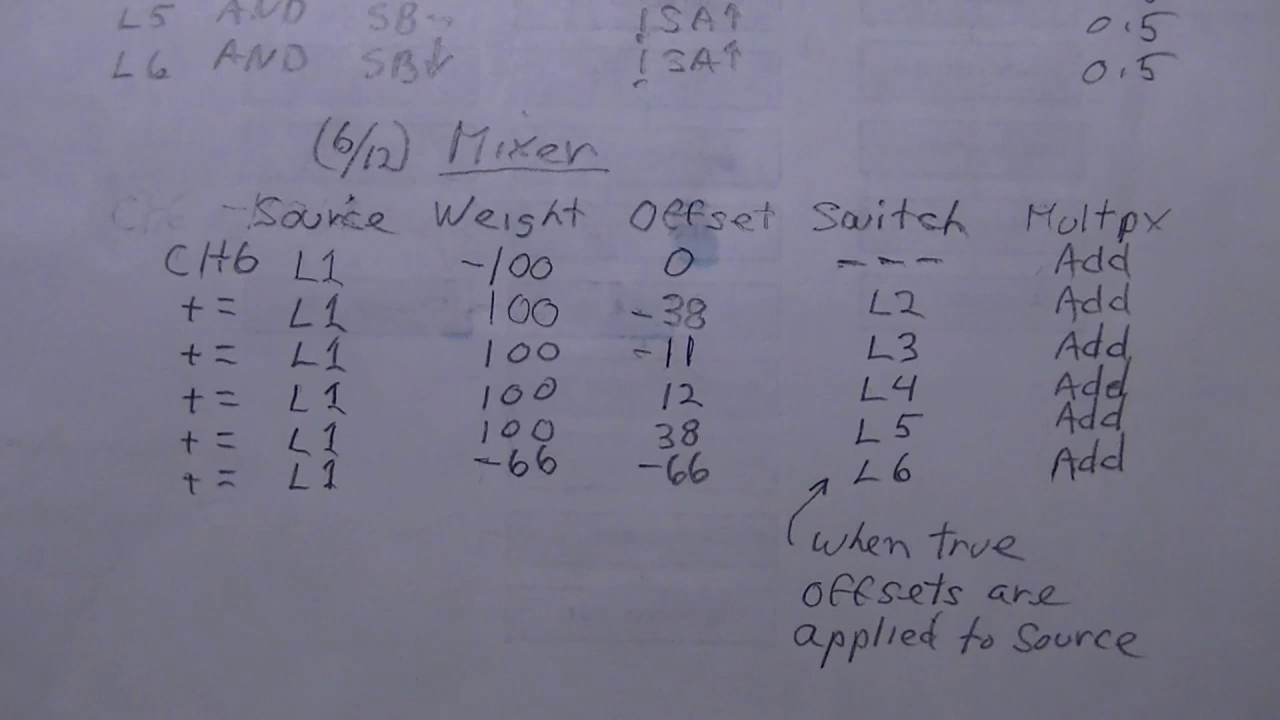 L5 AND SB- !SA↑ 0.5
L6 AND SB↓ !SA↑ 0.5
(6/12) Mixer
Source Weight Offset Switch Multpx
CH6 L1 -100 0 --- Add
+= L1 100 -38 L2 Add
+= L1 100 -11 L3 Add
+= L1 100 12 L4 Add
+= L1 100 38 L5 Add
+= L1 -66 -66 L6 Add
when true
offsets are
applied to source